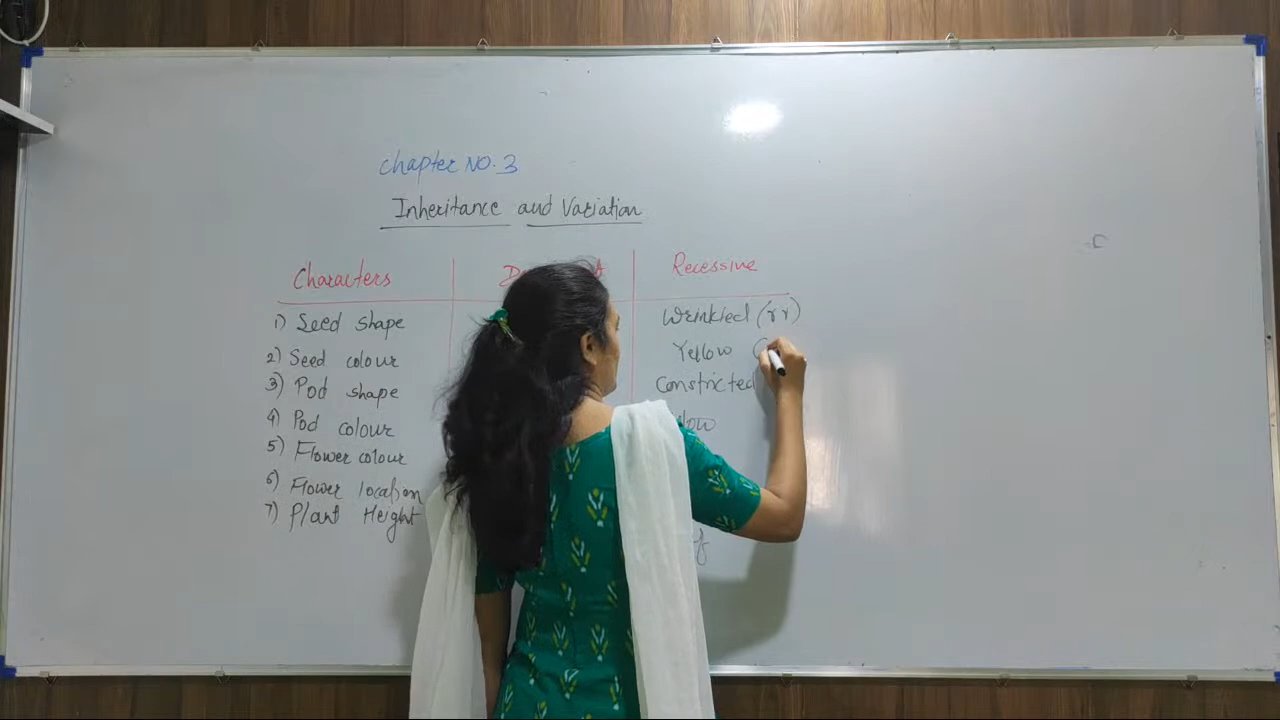 Chapter No. 3
Inheritance and Variation
Characters Recessive
1) Seed shape Wrinkled (rr)
2) Seed colour Yellow (
3) Pod shape Constricted
4) Pod colour
5) Flower colour
6) Flower location
7) Plant Height